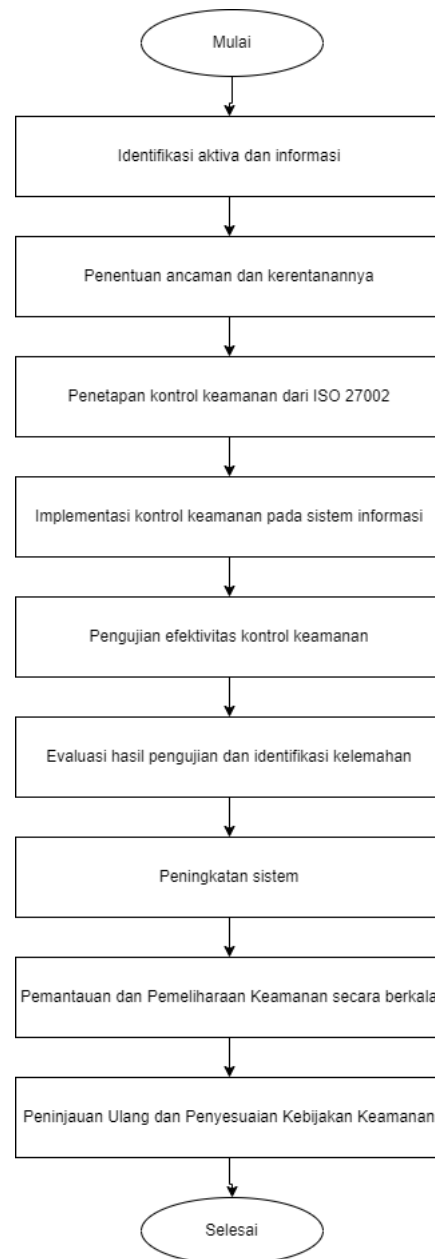 Mulai
Identifikasi aktiva dan informasi
Penentuan ancaman dan kerentanannya
Penetapan kontrol keamanan dari ISO 27002
Implementasi kontrol keamanan pada sistem informasi
Pengujian efektivitas kontrol keamanan
Evaluasi hasil pengujian dan identifikasi kelemahan
Peningkatan sistem
Pemantauan dan Pemeliharaan Keamanan secara berkala
Peninjauan Ulang dan Penyesuaian Kebijakan Keamanan
Selesai